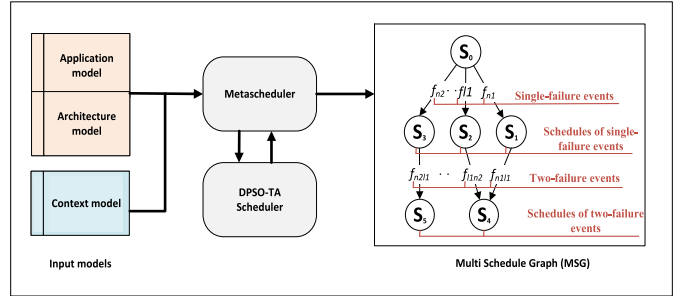 Application
model
Architecture
model
Context model
Input models
Metascheduler
DPSO-TA
Scheduler
S0
fn2 ·· fl1 fn1
Single-failure events
S3 S2 S1
Schedules of single-
failure events
fn2l1 ·· fl1n2 fn1l1
Two-failure events
S5 S4
Schedules of two-failure
events
Multi Schedule Graph (MSG)